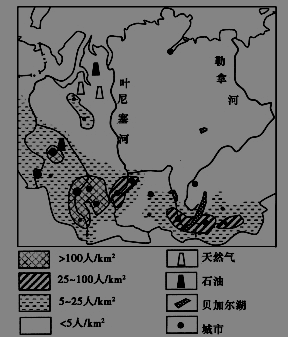 叶尼塞河
勒拿河
>100人/km²
25~100人/km²
5~25人/km²
<5人/km²
天然气
石油
贝加尔湖
城市